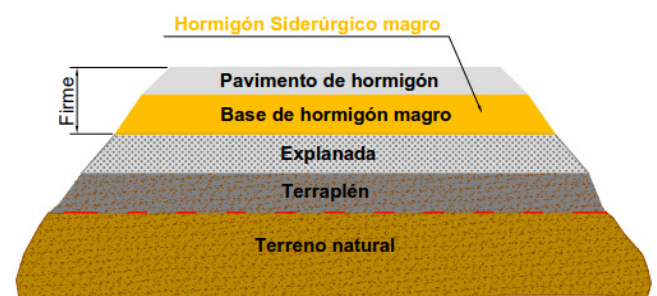 Hormigón Siderúrgico magro
Firme
Pavimento de hormigón
Base de hormigón magro
Explanada
Terraplén
Terreno natural